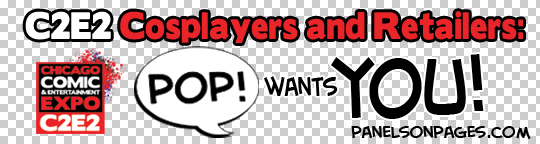 C2E2 Cosplayers and Retailers:
CHICAGO
COMIC
& ENTERTAINMENT
EXPO
C2E2
POP! WANTS YOU!
PANELSONPAGES.COM